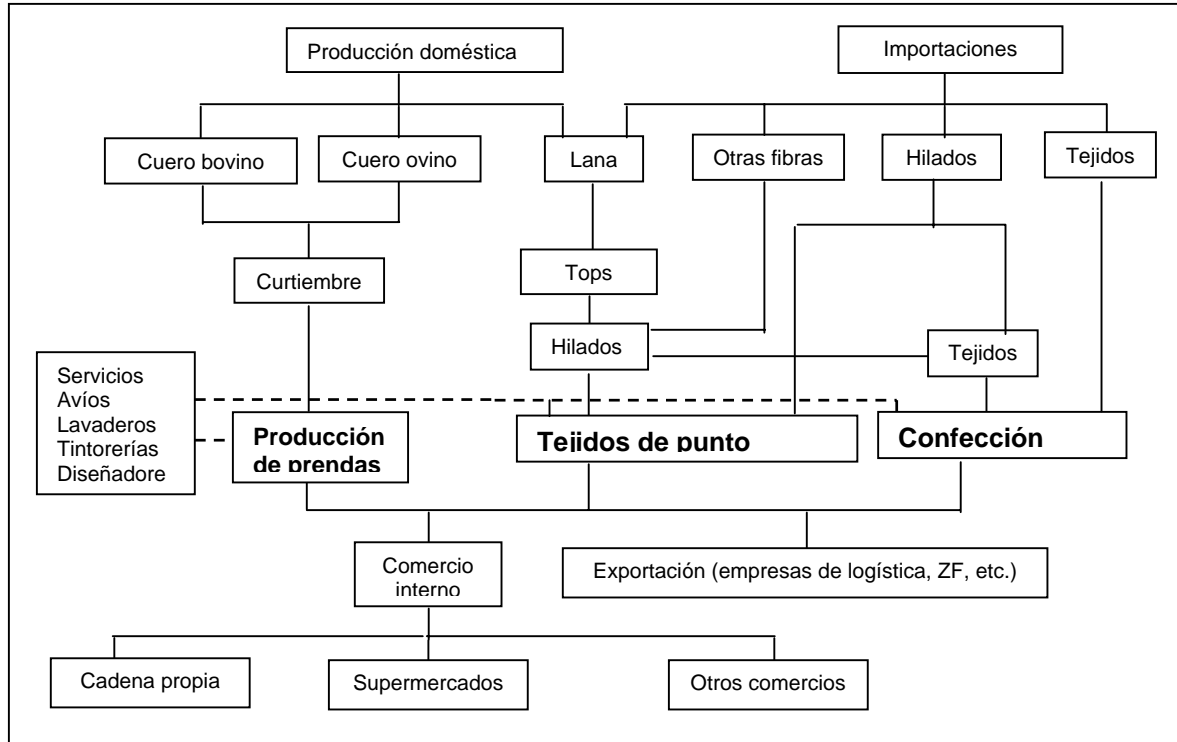 Producción doméstica
Importaciones
Cuero bovino
Cuero ovino
Lana
Otras fibras
Hilados
Tejidos
Curtiembre
Tops
Hilados
Tejidos
Servicios
Avíos
Lavaderos
Tintorerías
Diseñadore
Producción
de prendas
Tejidos de punto
Confección
Comercio
interno
Exportación (empresas de logística, ZF, etc.)
Cadena propia
Supermercados
Otros comercios